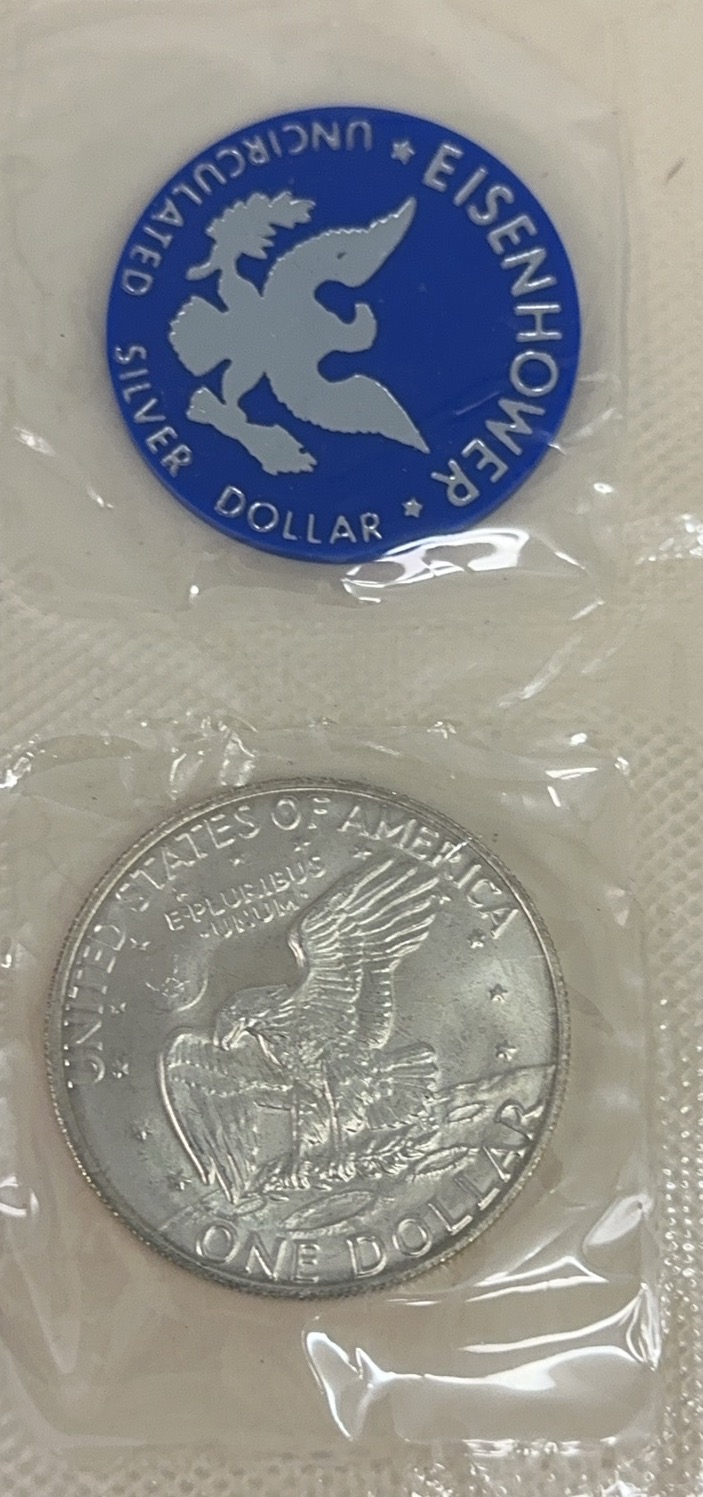 EISENHOWER
UNCIRCULATED SILVER DOLLAR
UNITED STATES OF AMERICA
E·PLURIBUS
·UNUM·
ONE DOLLAR